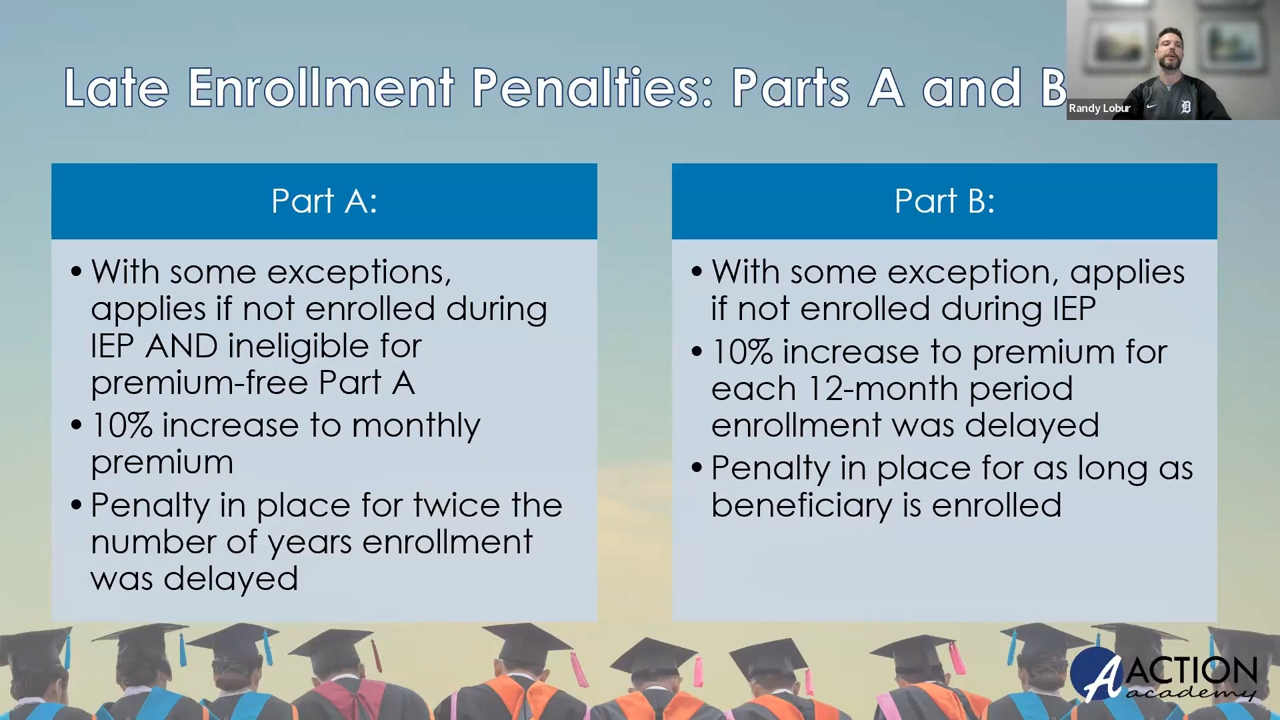 Late Enrollment Penalties: Parts A and B
Randy Lobur
Part A:
• With some exceptions,
applies if not enrolled during
IEP AND ineligible for
premium-free Part A
• 10% increase to monthly
premium
• Penalty in place for twice the
number of years enrollment
was delayed
Part B:
• With some exception, applies
if not enrolled during IEP
• 10% increase to premium for
each 12-month period
enrollment was delayed
• Penalty in place for as long as
beneficiary is enrolled
D
A ACTION
academy